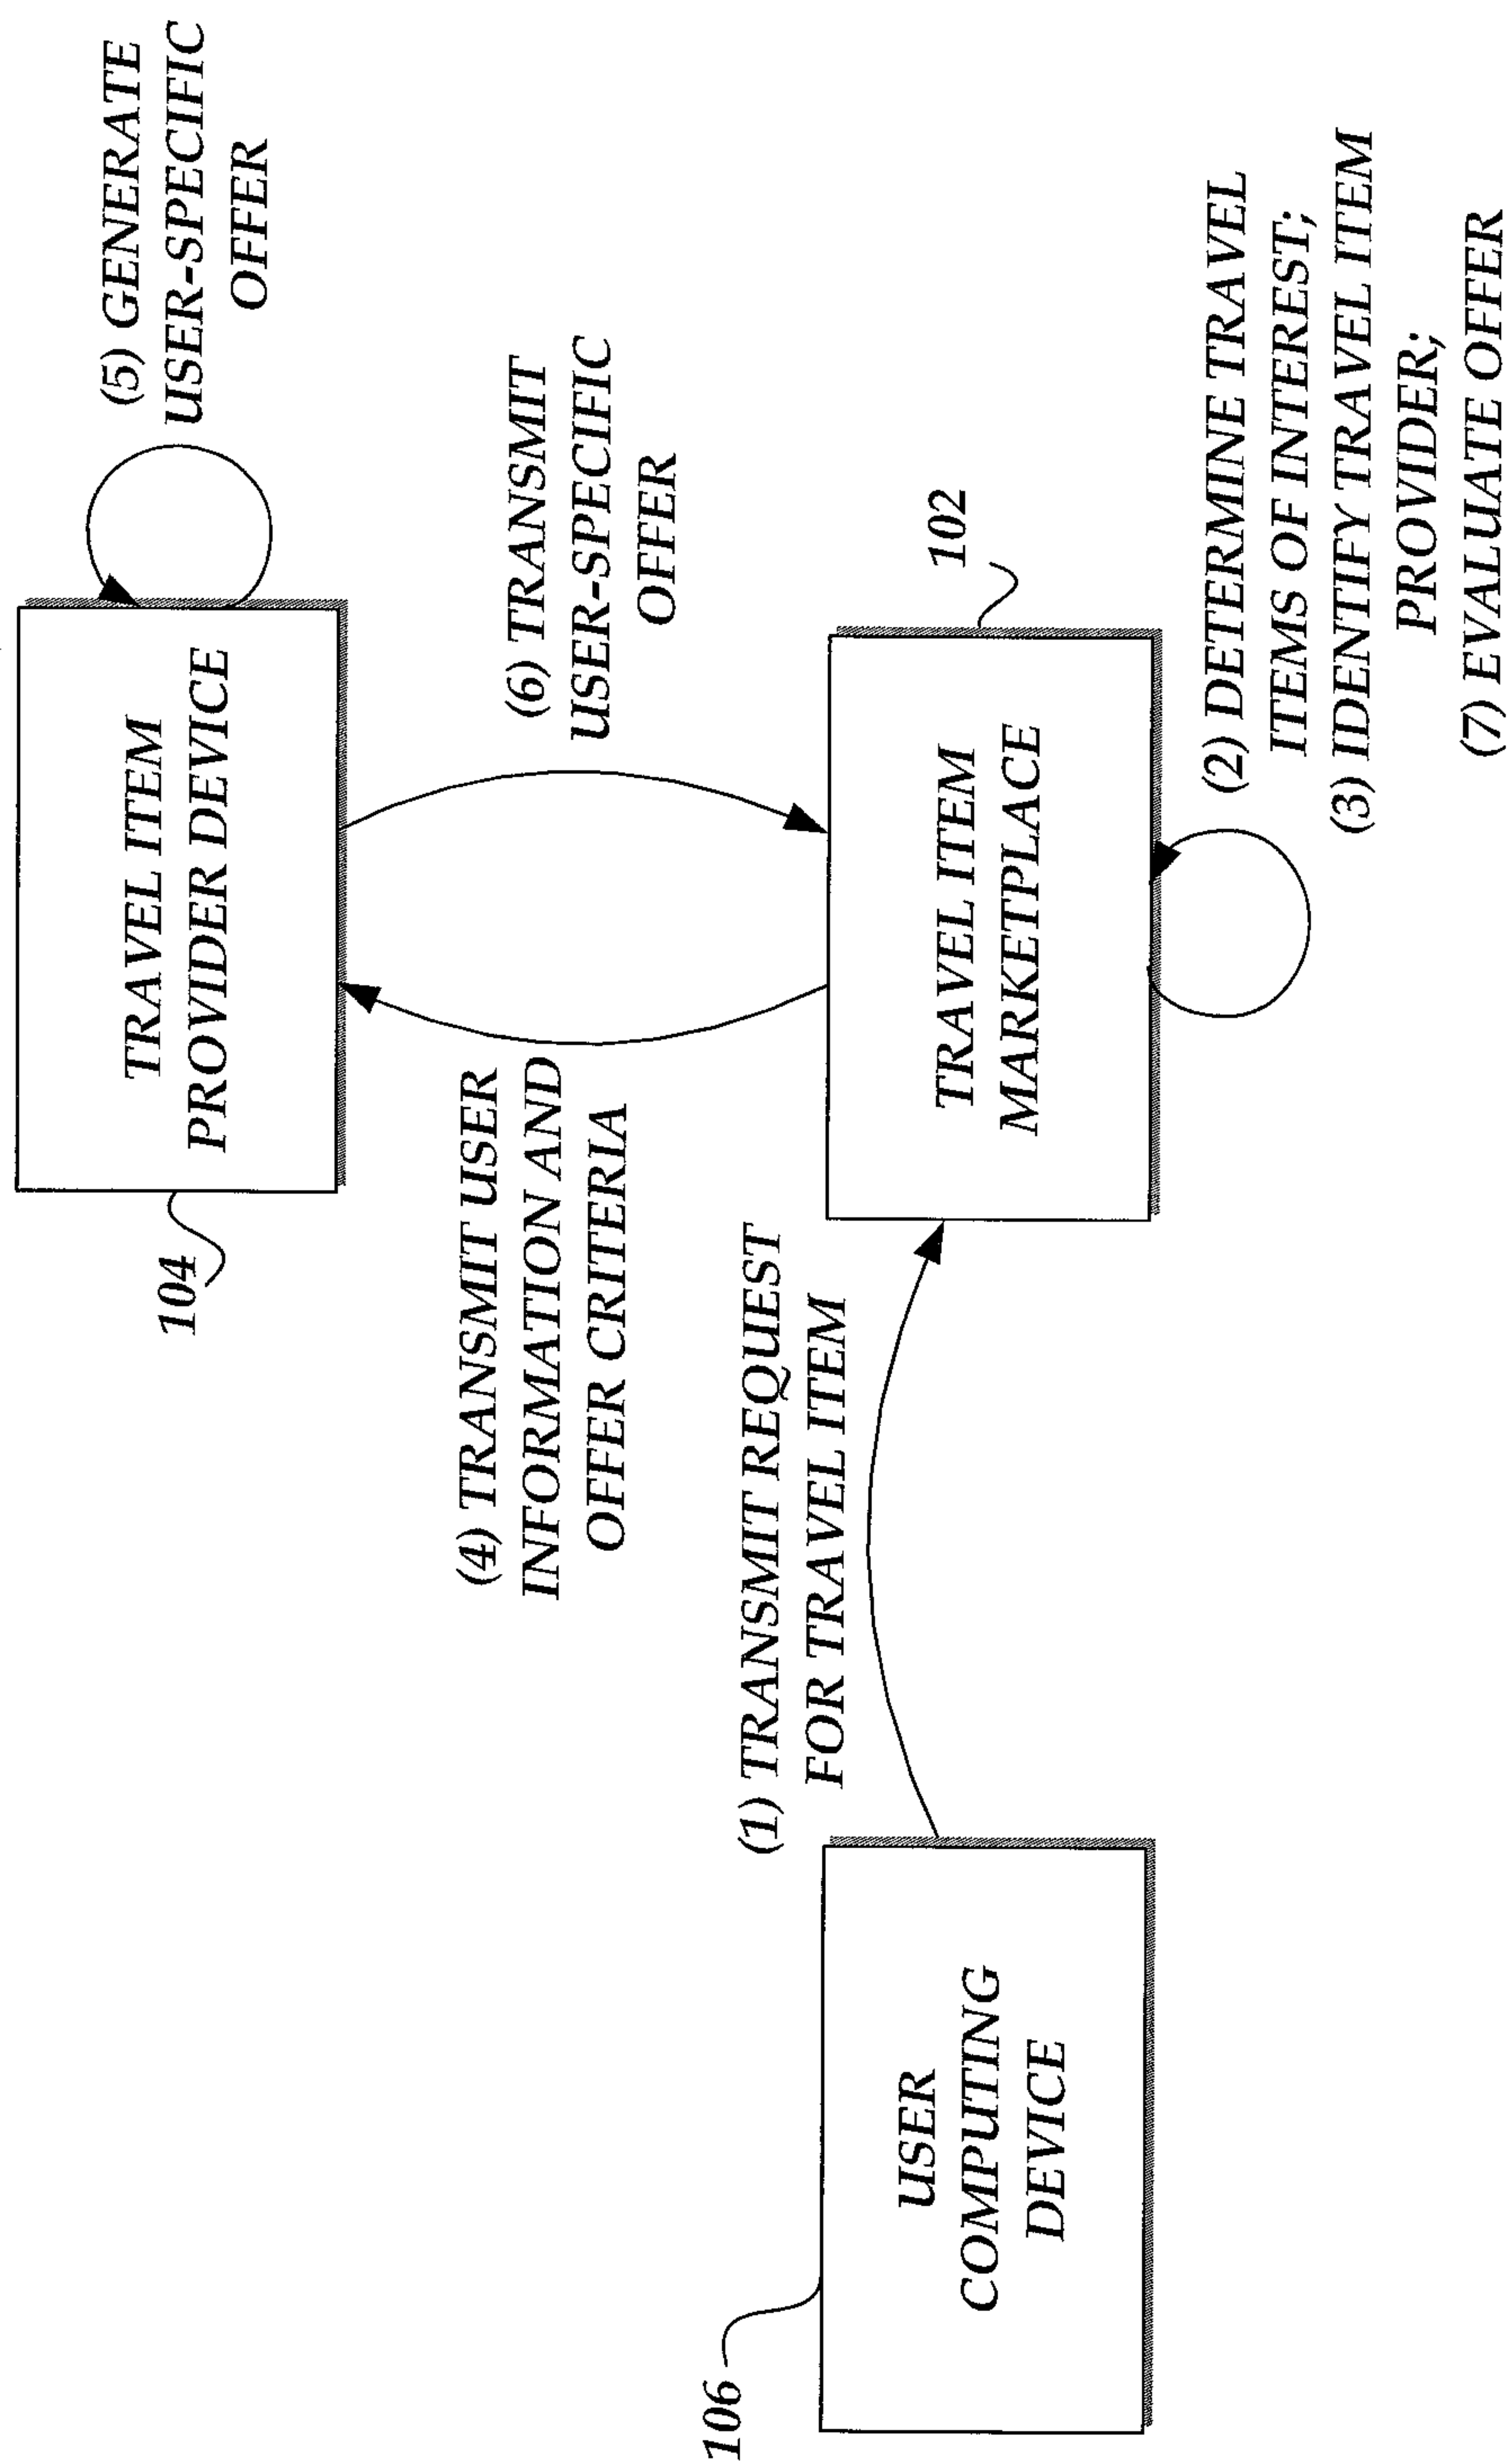 104
TRAVEL ITEM
PROVIDER DEVICE
(5) GENERATE
USER-SPECIFIC
OFFER
(4) TRANSMIT USER
INFORMATION AND
OFFER CRITERIA
(6) TRANSMIT
USER-SPECIFIC
OFFER
106
USER
COMPUTING
DEVICE
(1) TRANSMIT REQUEST
FOR TRAVEL ITEM
TRAVEL ITEM
MARKETPLACE
102
(2) DETERMINE TRAVEL
ITEMS OF INTEREST;
(3) IDENTIFY TRAVEL ITEM
PROVIDER;
(7) EVALUATE OFFER